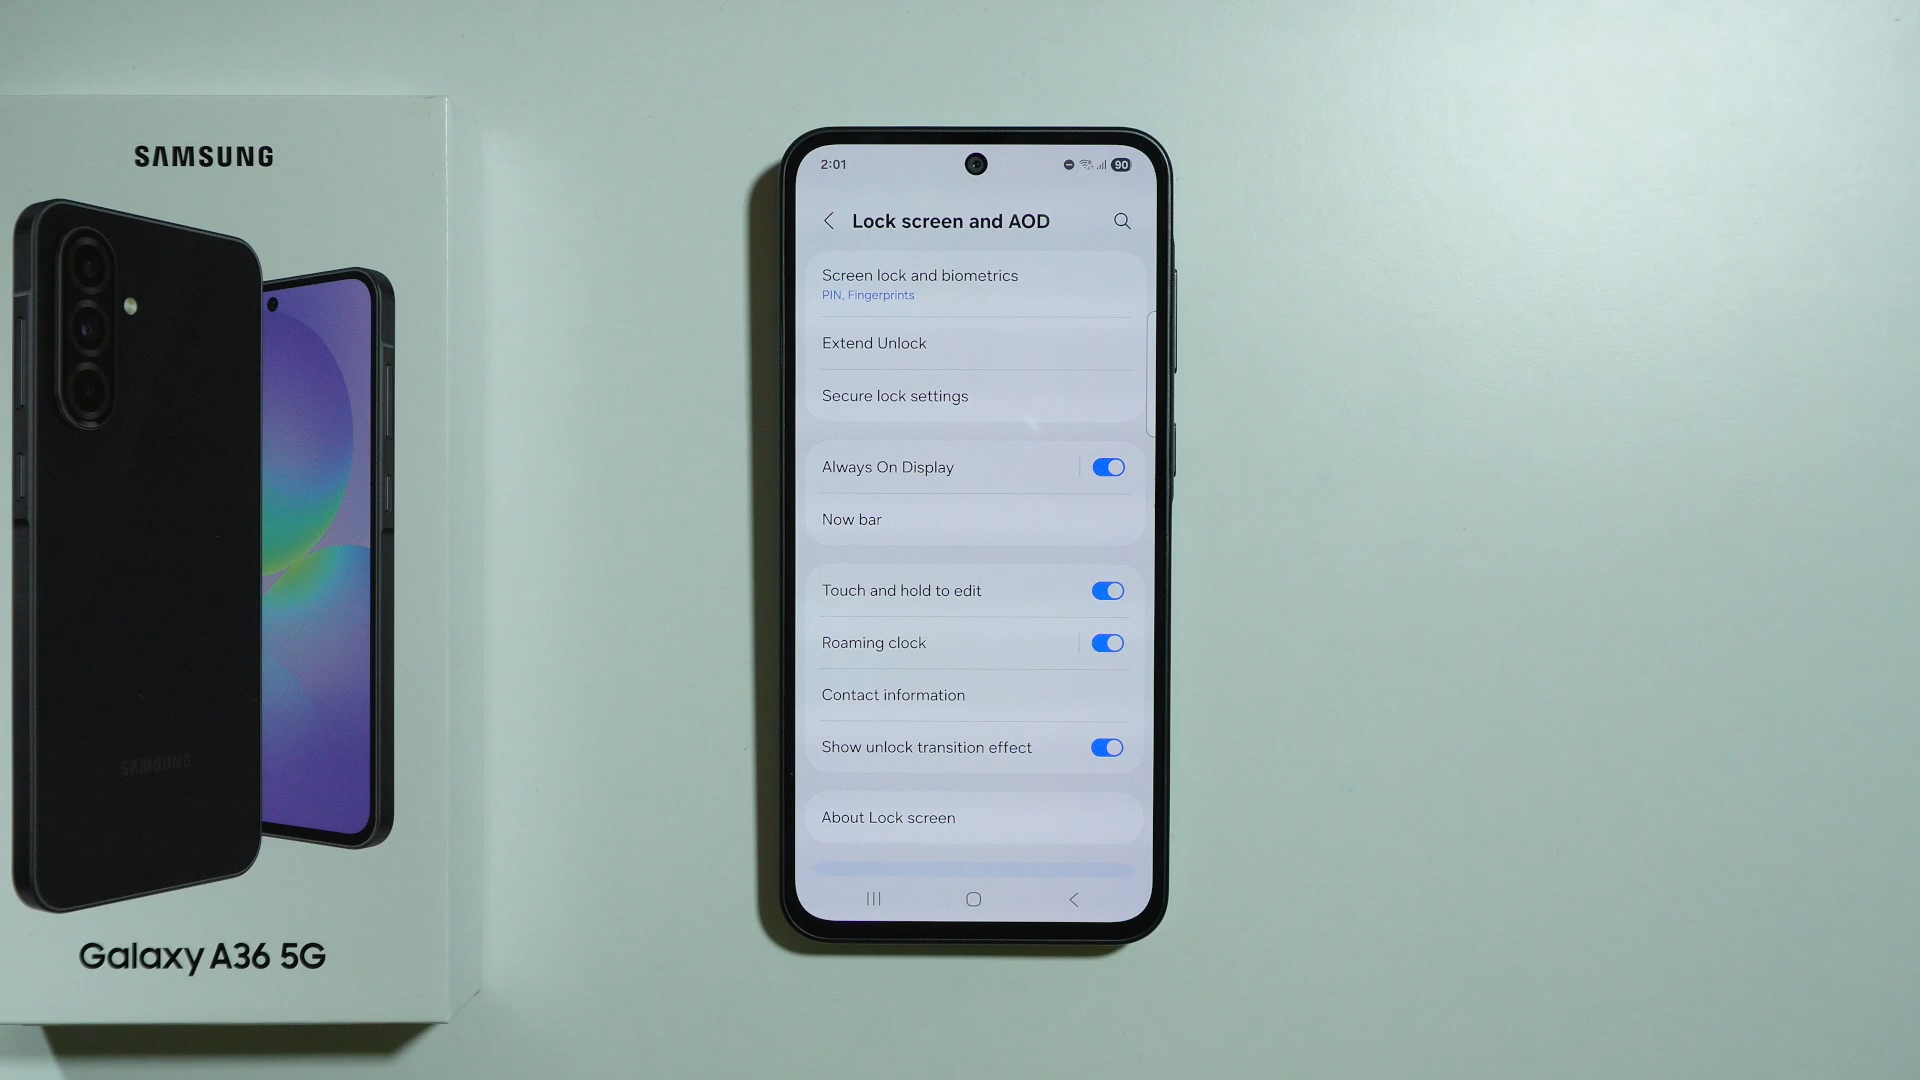 SAMSUNG
SAMSUNG
Galaxy A36 5G
2:01
90
Lock screen and AOD
Screen lock and biometrics
PIN, Fingerprints
Extend Unlock
Secure lock settings
Always On Display
Now bar
Touch and hold to edit
Roaming clock
Contact information
Show unlock transition effect
About Lock screen